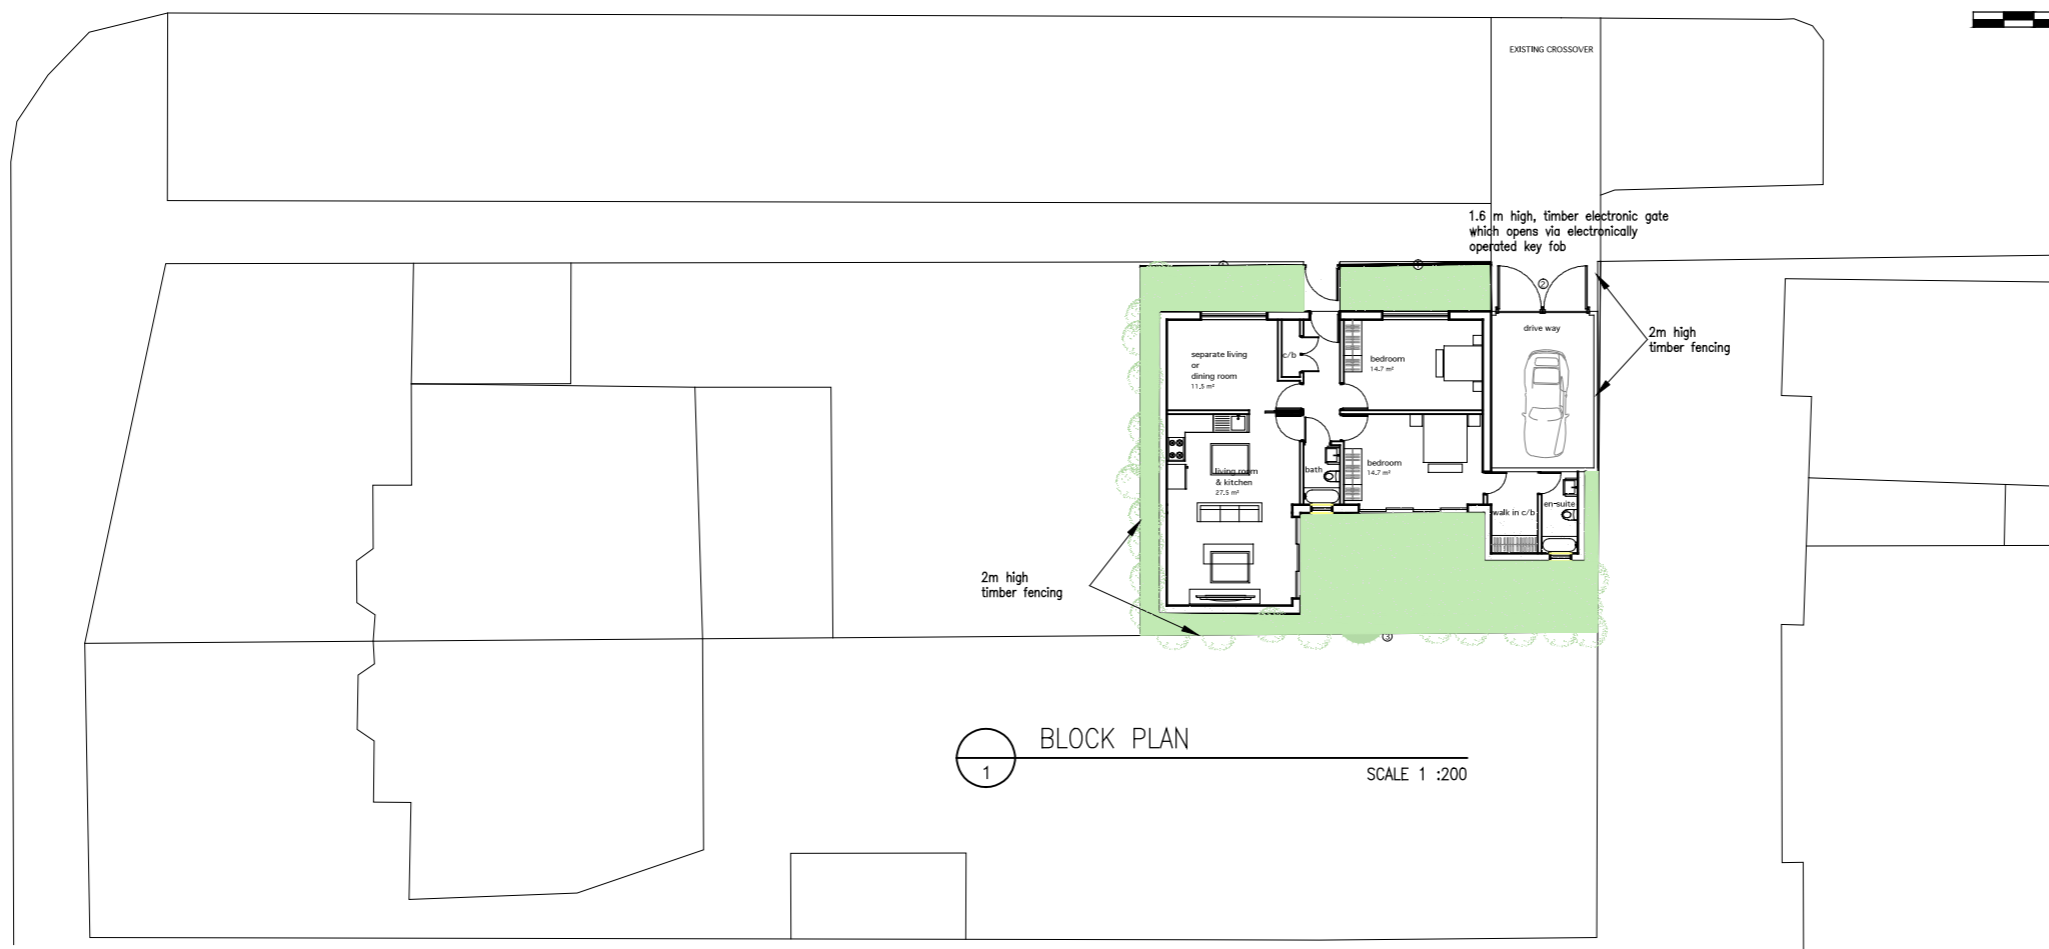 EXISTING CROSSOVER
1.6 m high, timber electronic gate
which opens via electronically
operated key fob
2
drive way
2m high
timber fencing
separate living
or
dining room
11.5 m²
c/b
bedroom
14.7 m²
living room
& kitchen
27.5 m²
bath
bedroom
14.7 m²
walk in c/b
en-suite
2m high
timber fencing
3
BLOCK PLAN
1
SCALE 1 :200